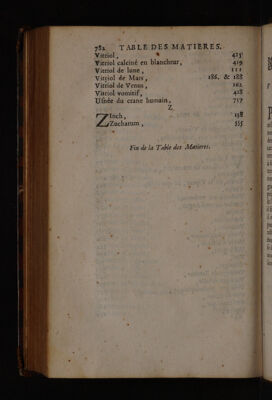 782 TABLE DES MATIERES.
Vitriol, 425
Vitriol calciné en blancheur, 419
Vitriol de lune, 111
Vitriol de Mars, 186. & 188
Vitriol de Venus, 162
Vitriol vomitif, 428
Usnée du crane humain, 757
Z
ZInch, 158
Zucharum, 555
Fin de la Table des Matieres.